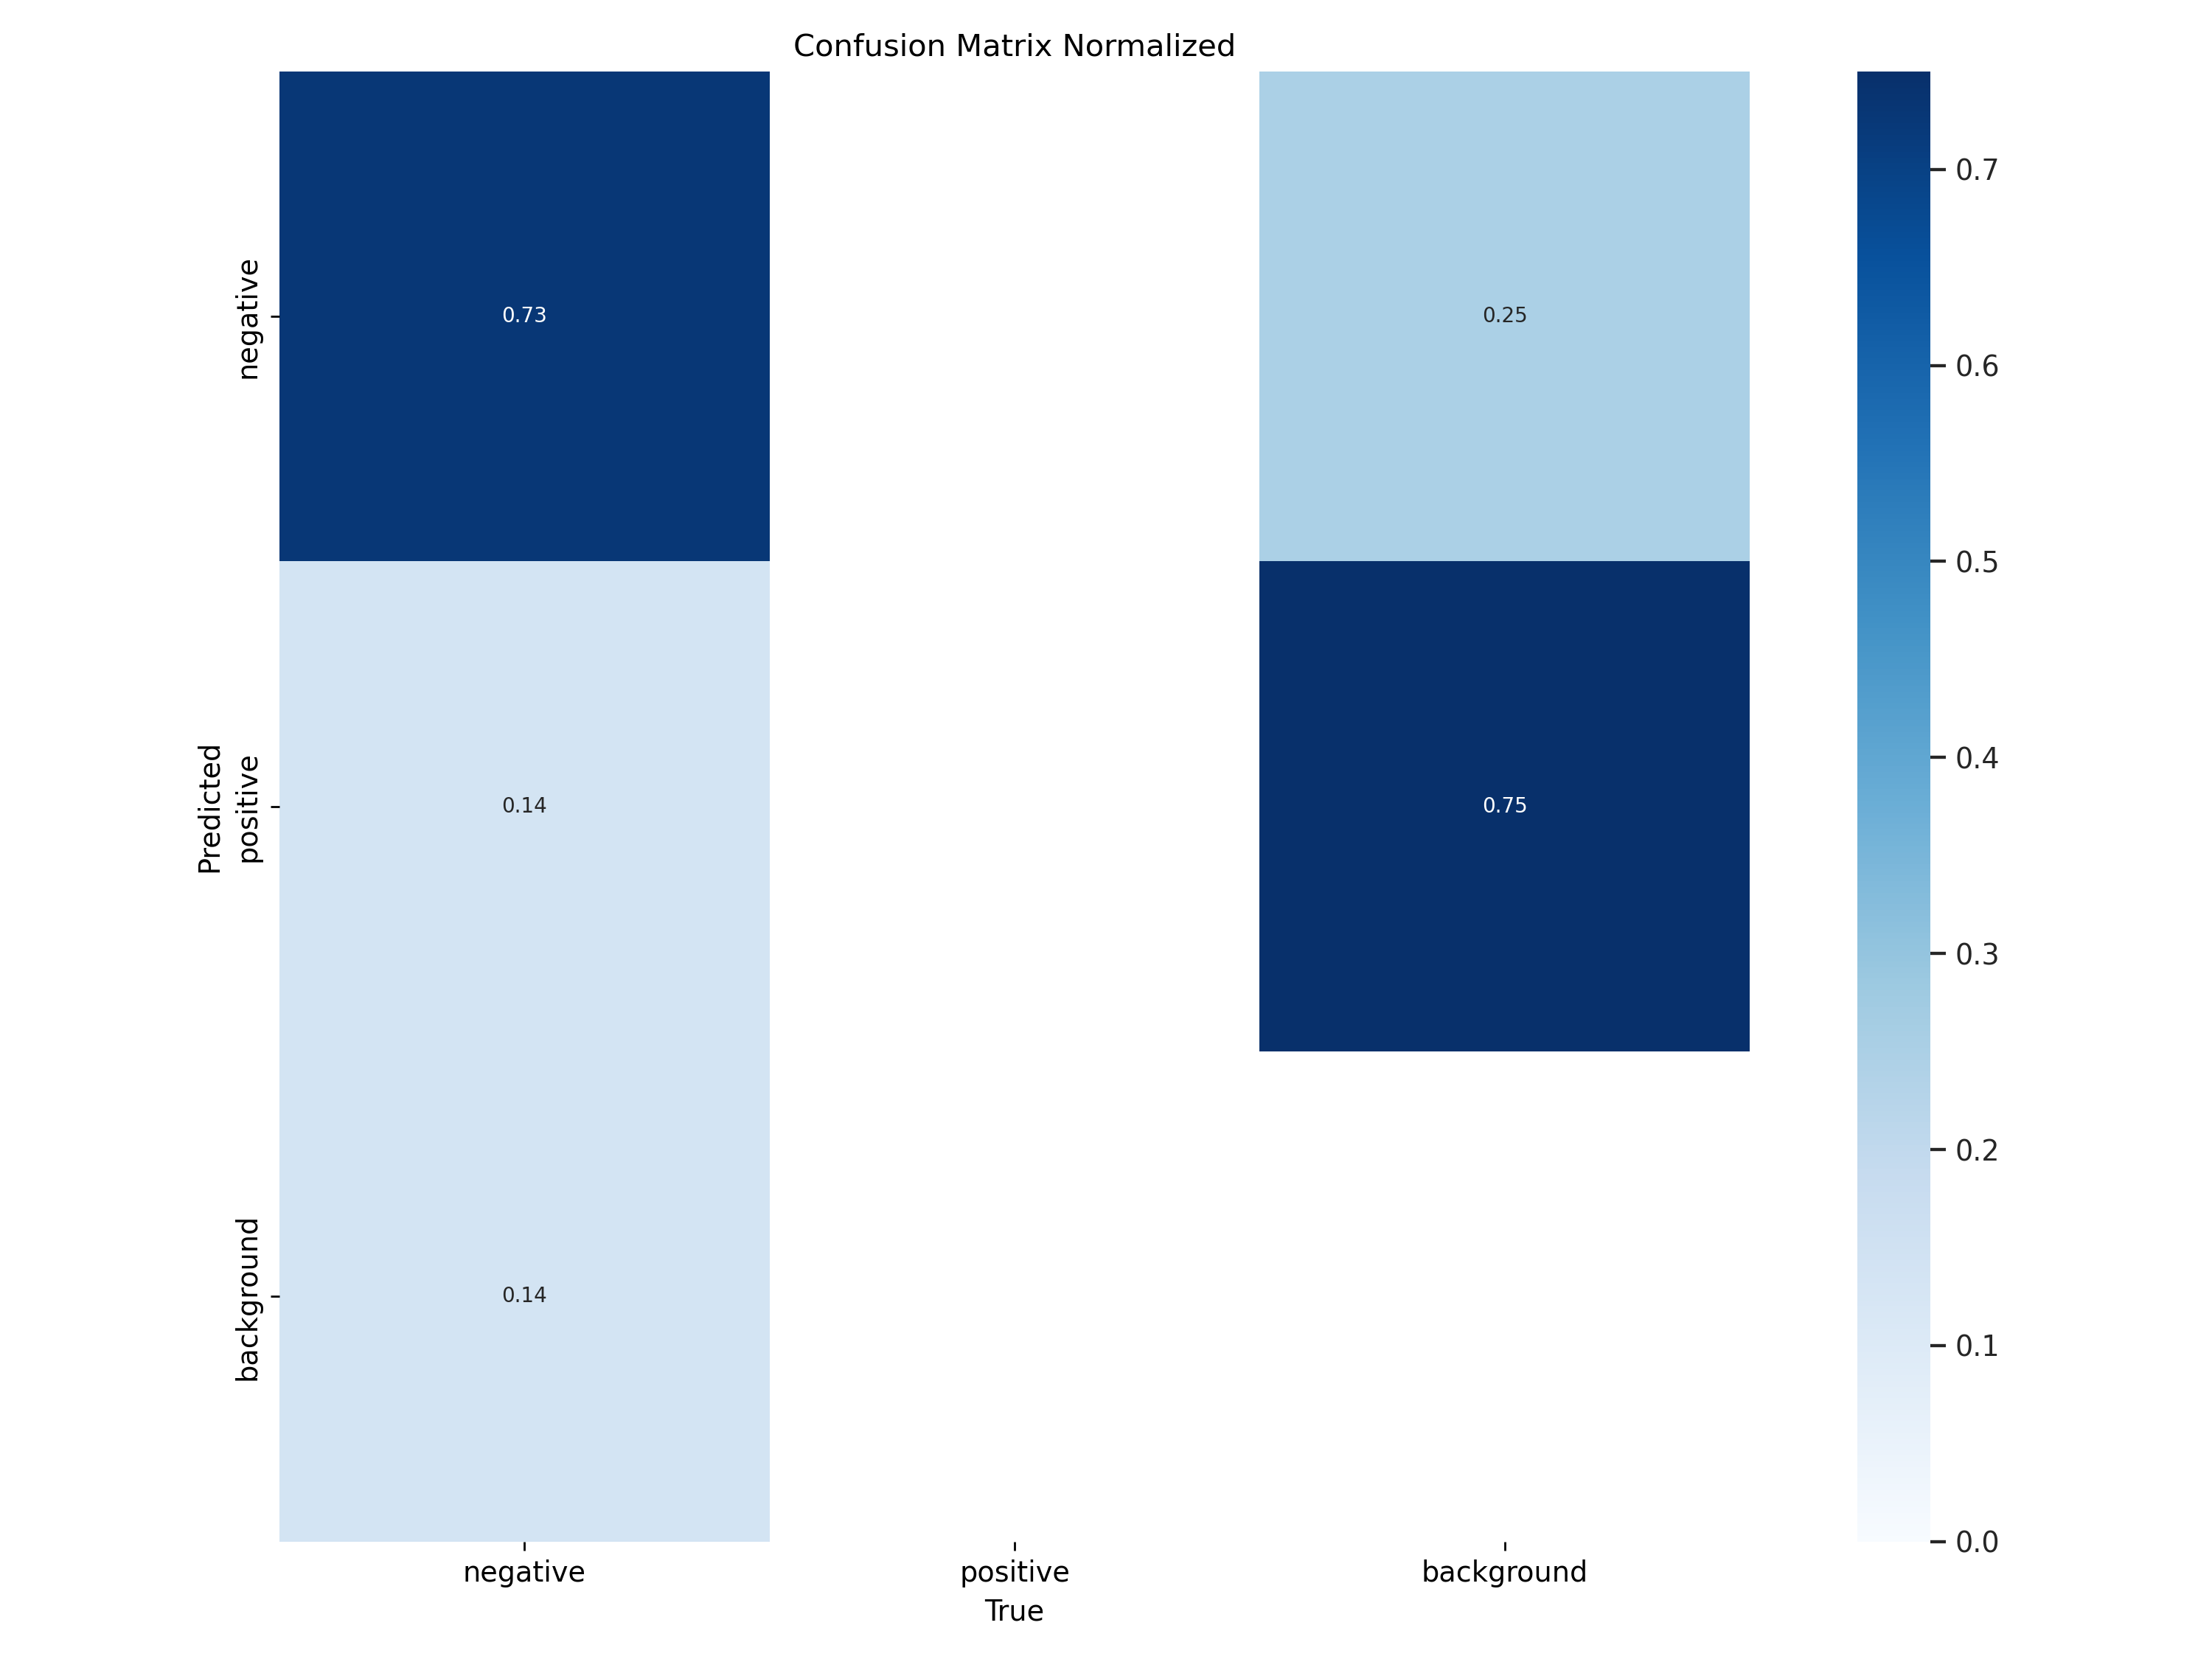 Confusion Matrix Normalized
negative
0.73
0.25
Predicted
positive
0.14
0.75
background
0.14
negative
positive
background
True
0.7
0.6
0.5
0.4
0.3
0.2
0.1
0.0